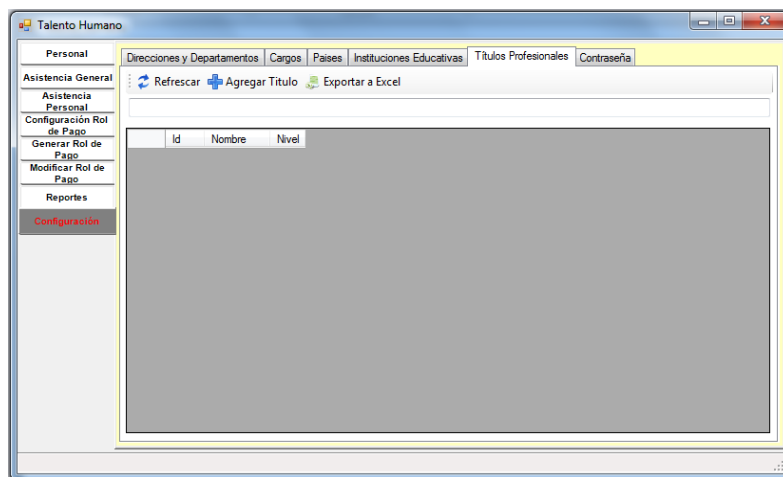 Talento Humano
Personal
Asistencia General
Asistencia
Personal
Configuración Rol
de Pago
Generar Rol de
Pago
Modificar Rol de
Pago
Reportes
Configuración
Direcciones y Departamentos Cargos Paises Instituciones Educativas Títulos Profesionales Contraseña
Refrescar Agregar Titulo Exportar a Excel
Id Nombre Nivel